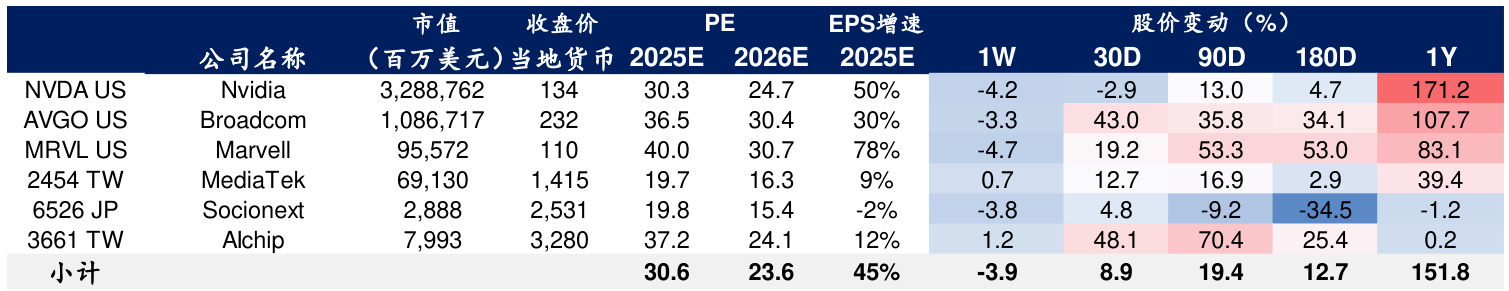 市值 收盘价 PE EPS增速 股价变动（%）
公司名称 （百万美元） 当地货币 2025E 2026E 2025E 1W 30D 90D 180D 1Y
NVDA US Nvidia 3,288,762 134 30.3 24.7 50% -4.2 -2.9 13.0 4.7 171.2
AVGO US Broadcom 1,086,717 232 36.5 30.4 30% -3.3 43.0 35.8 34.1 107.7
MRVL US Marvell 95,572 110 40.0 30.7 78% -4.7 19.2 53.3 53.0 83.1
2454 TW MediaTek 69,130 1,415 19.7 16.3 9% 0.7 12.7 16.9 2.9 39.4
6526 JP Socionext 2,888 2,531 19.8 15.4 -2% -3.8 4.8 -9.2 -34.5 -1.2
3661 TW Alchip 7,993 3,280 37.2 24.1 12% 1.2 48.1 70.4 25.4 0.2
小计 30.6 23.6 45% -3.9 8.9 19.4 12.7 151.8